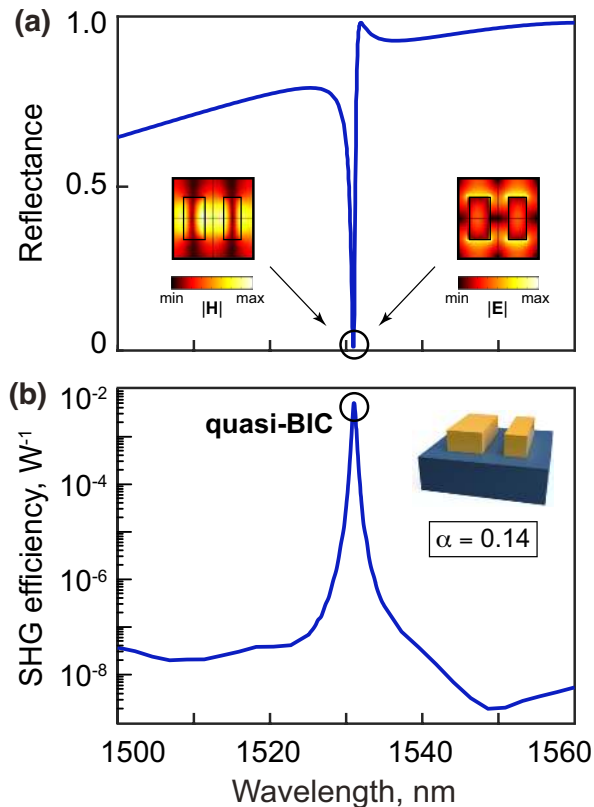 (a)
1.0
0.5
0
Reflectance
min max
|H|
min max
|E|
(b)
10-2
10-4
10-6
10-8
SHG efficiency, W-1
quasi-BIC
α = 0.14
1500 1520 1540 1560
Wavelength, nm